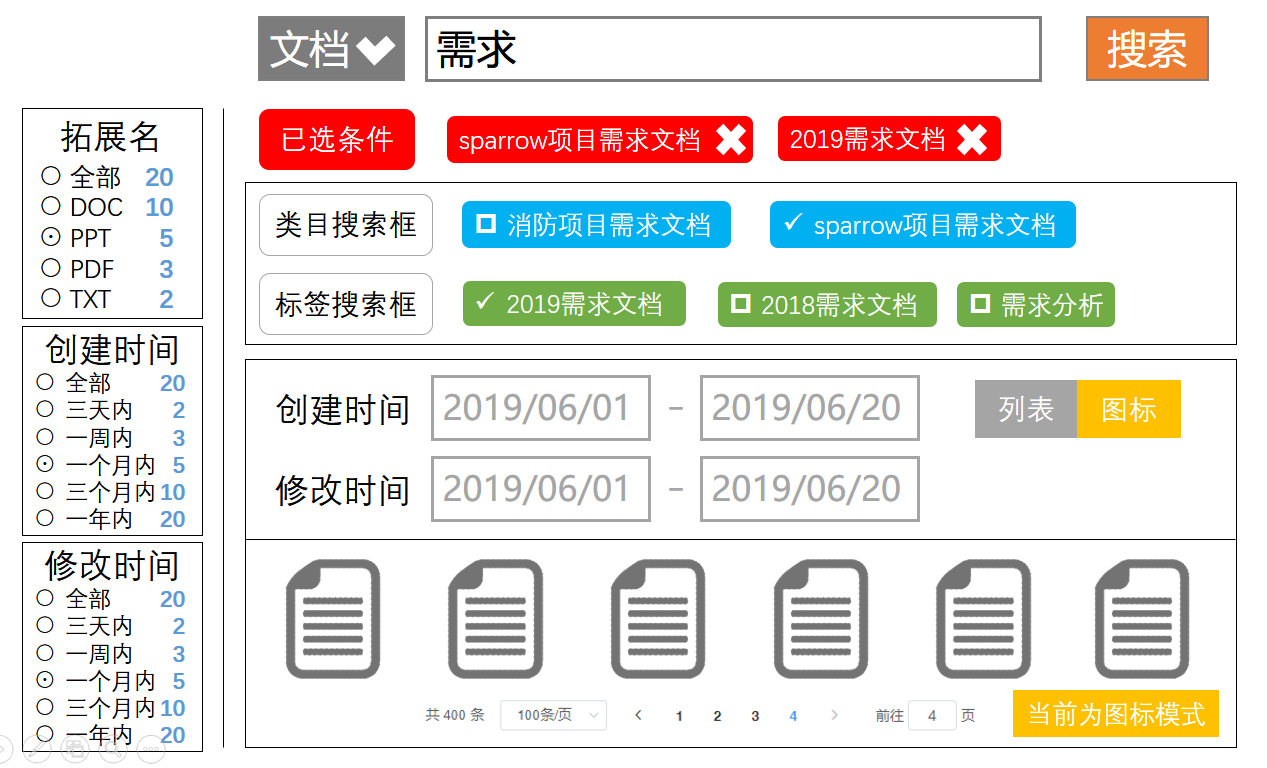 文档 需求 搜索
拓展名
全部 20
DOC 10
PPT 5
PDF 3
TXT 2
创建时间
全部 20
三天内 2
一周内 3
一个月内 5
三个月内 10
一年内 20
修改时间
全部 20
三天内 2
一周内 3
一个月内 5
三个月内 10
一年内 20
已选条件 sparrow项目需求文档 2019需求文档
类目搜索框 消防项目需求文档 sparrow项目需求文档
标签搜索框 2019需求文档 2018需求文档 需求分析
创建时间 2019/06/01 - 2019/06/20 列表 图标
修改时间 2019/06/01 - 2019/06/20
共 400 条 100条/页 1 2 3 4 前往 4 页 当前为图标模式